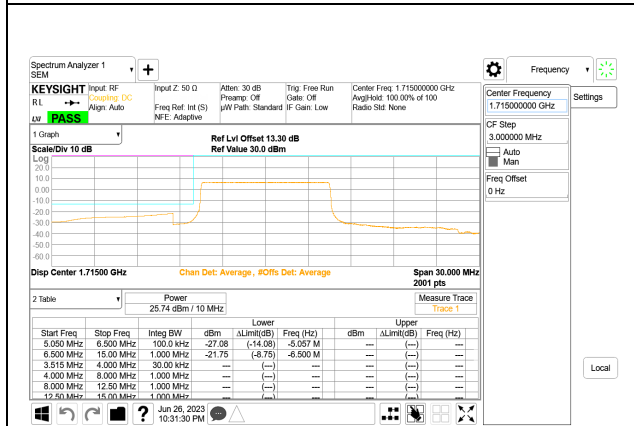 Spectrum Analyzer 1
SEM
+
Frequency
KEYSIGHT
R L
LXI
PASS
Input: RF
Coupling: DC
Align: Auto
Input Z: 50 Ω
Freq Ref: Int (S)
NFE: Adaptive
Atten: 30 dB
Preamp: Off
µW Path: Standard
Trig: Free Run
Gate: Off
IF Gain: Low
Center Freq: 1.715000000 GHz
Avg|Hold: 100.00% of 100
Radio Std: None
Center Frequency
1.715000000 GHz
Settings
CF Step
3.000000 MHz
Auto
Man
Freq Offset
0 Hz
Local
1 Graph
Scale/Div 10 dB
Ref Lvl Offset 13.30 dB
Ref Value 30.0 dBm
Log
20.0
10.0
0.00
-10.0
-20.0
-30.0
-40.0
-50.0
-60.0
Disp Center 1.71500 GHz
Chan Det: Average, #Offs Det: Average
Span 30.000 MHz
2001 pts
2 Table
Power
25.74 dBm / 10 MHz
Measure Trace
Trace 1
Lower Upper
Start Freq Stop Freq Integ BW dBm ΔLimit(dB) Freq (Hz) dBm ΔLimit(dB) Freq (Hz)
5.050 MHz 6.500 MHz 100.0 kHz -27.08 (-14.08) -5.057 M --- (---) ---
6.500 MHz 15.00 MHz 1.000 MHz -21.75 (-8.75) -6.500 M --- (---) ---
3.515 MHz 4.000 MHz 30.00 kHz --- (---) --- --- (---) ---
4.000 MHz 8.000 MHz 1.000 MHz --- (---) --- --- (---) ---
8.000 MHz 12.50 MHz 1.000 MHz --- (---) --- --- (---) ---
12.50 MHz 15.00 MHz 1.000 MHz --- (---) --- --- (---) ---
?
Jun 26, 2023
10:31:30 PM